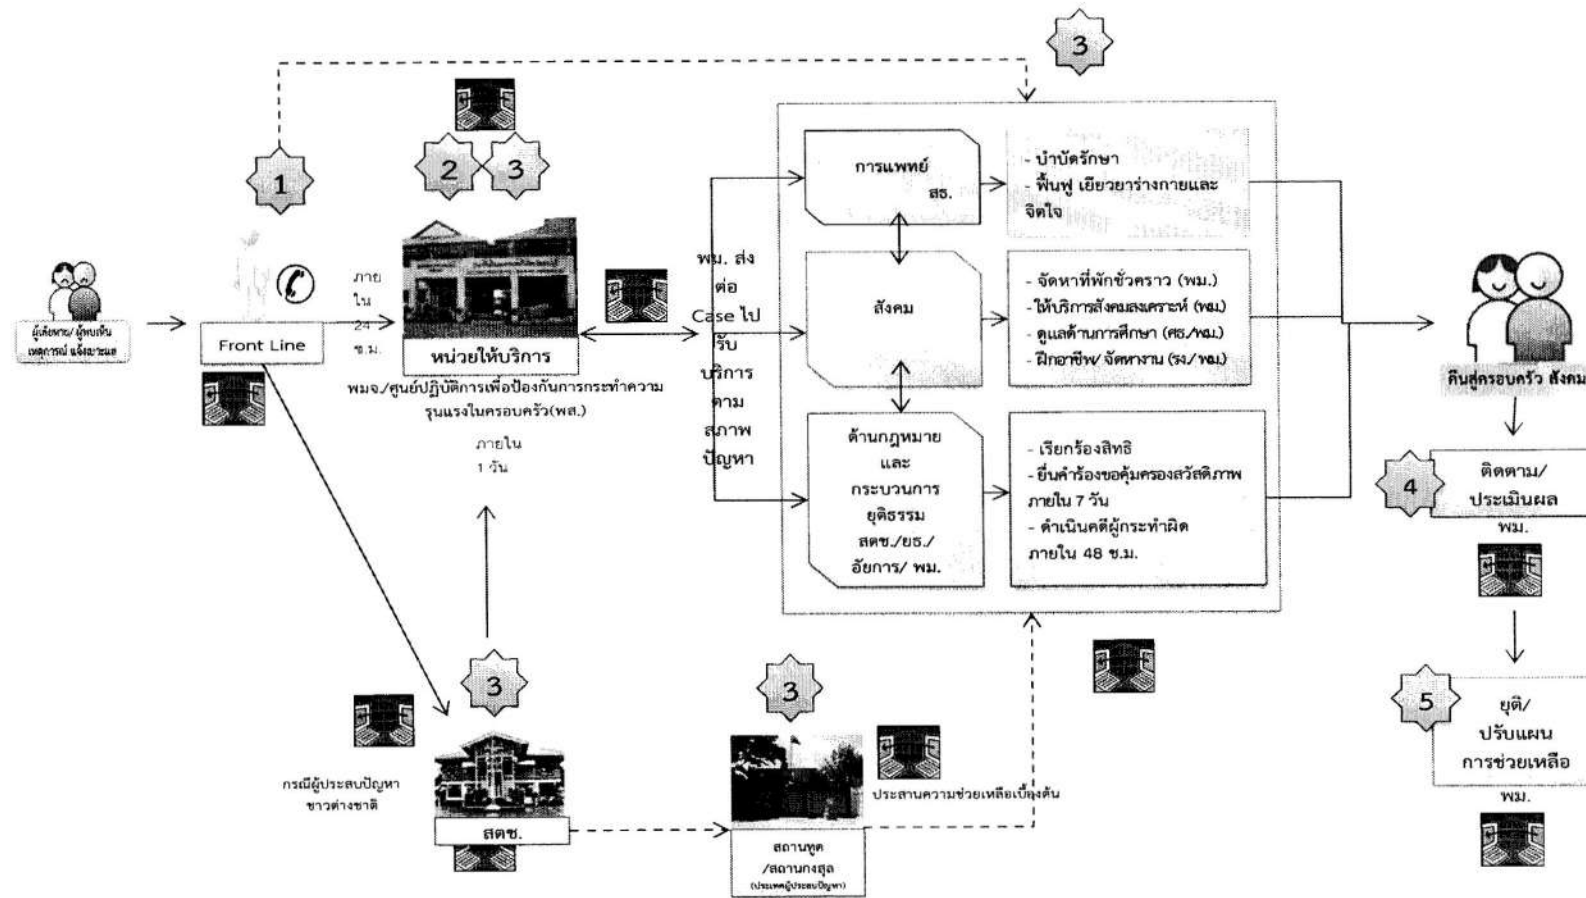 3
1
2
3
ผู้เสียหาย/ ผู้พบเห็น
เหตุการณ์ แจ้งเบาะแส
Front Line
ภาย
ใน
24
ช.ม.
หน่วยให้บริการ
พมจ./ศูนย์ปฏิบัติการเพื่อป้องกันการกระทำความ
รุนแรงในครอบครัว(พส.)
ภายใน
1 วัน
พม. ส่ง
ต่อ
Case ไป
รับ
บริการ
ตาม
สภาพ
ปัญหา
การแพทย์
สธ.
- บำบัดรักษา
- ฟื้นฟู เยียวยาร่างกายและ
จิตใจ
สังคม
- จัดหาที่พักชั่วคราว (พม.)
- ให้บริการสังคมสงเคราะห์ (พม.)
- ดูแลด้านการศึกษา (ศธ./พม.)
- ฝึกอาชีพ/ จัดหางาน (รง./ พม.)
ด้านกฎหมาย
และ
กระบวนการ
ยุติธรรม
สตช./ยธ./
อัยการ/ พม.
- เรียกร้องสิทธิ
- ยื่นคำร้องขอคุ้มครองสวัสดิภาพ
ภายใน 7 วัน
- ดำเนินคดีผู้กระทำผิด
ภายใน 48 ช.ม.
คืนสู่ครอบครัว สังคม
4
ติดตาม/
ประเมินผล
พม.
5
ยุติ/
ปรับแผน
การช่วยเหลือ
พม.
3
กรณีผู้ประสบปัญหา
ชาวต่างชาติ
สตช.
3
สถานทูต
/สถานกงสุล
(ประเทศผู้ประสบปัญหา)
ประสานความช่วยเหลือเบื้องต้น